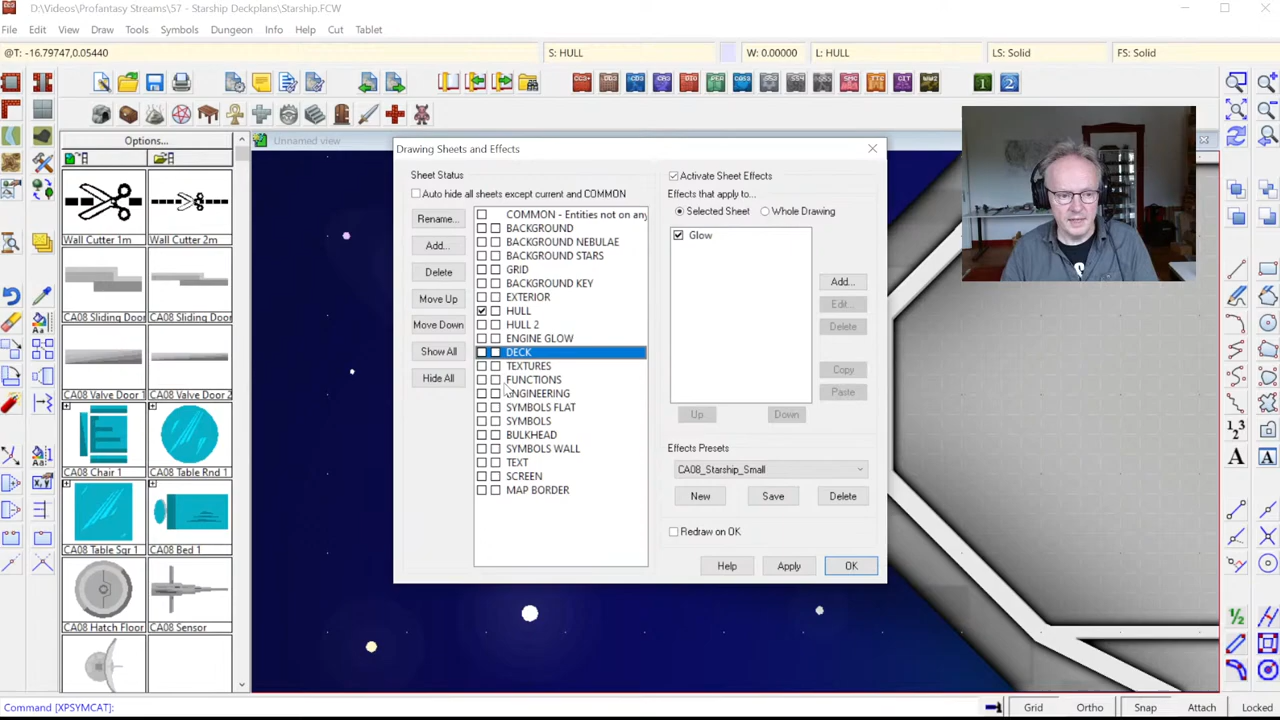 D:\Videos\Profantasy Streams\57 - Starship Deckplans\Starship.FCW
File Edit View Draw Tools Symbols Dungeon Info Help Cut Tablet
@T: -16.79747,0.05440 S: HULL W: 0.00000 L: HULL LS: Solid FS: Solid
Options...
Unnamed view
Wall Cutter 1m Wall Cutter 2m
CA08 Sliding Door CA08 Sliding Door
CA08 Valve Door 1 CA08 Valve Door 2
CA08 Chair 1 CA08 Table Rnd 1
CA08 Table Sqr 1 CA08 Bed 1
CA08 Hatch Floor CA08 Sensor
Drawing Sheets and Effects
Sheet Status
Auto hide all sheets except current and COMMON
Rename...
Add...
Delete
Move Up
Move Down
Show All
Hide All
COMMON - Entities not on any
BACKGROUND
BACKGROUND NEBULAE
BACKGROUND STARS
GRID
BACKGROUND KEY
EXTERIOR
HULL
HULL 2
ENGINE GLOW
DECK
TEXTURES
FUNCTIONS
ENGINEERING
SYMBOLS FLAT
SYMBOLS
BULKHEAD
SYMBOLS WALL
TEXT
SCREEN
MAP BORDER
Activate Sheet Effects
Effects that apply to...
Selected Sheet Whole Drawing
Glow
Add...
Edit...
Delete
Copy
Paste
Up Down
Effects Presets
CA08_Starship_Small
New Save Delete
Redraw on OK
Help Apply OK
Command [XPSYMCAT]:
Grid Ortho Snap Attach Locked